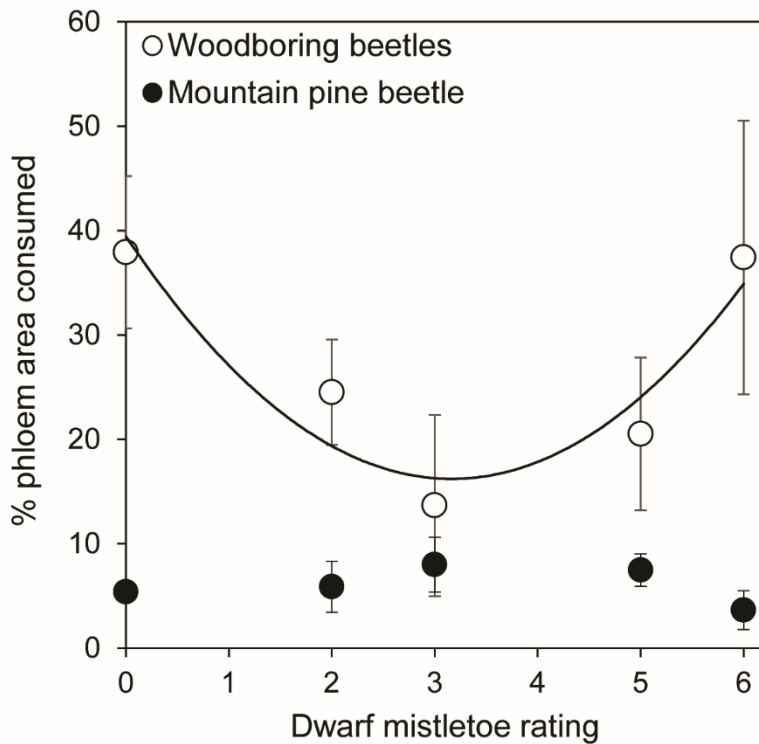 60
50
40
30
20
10
0
% phloem area consumed
Woodboring beetles
Mountain pine beetle
0 1 2 3 4 5 6
Dwarf mistletoe rating